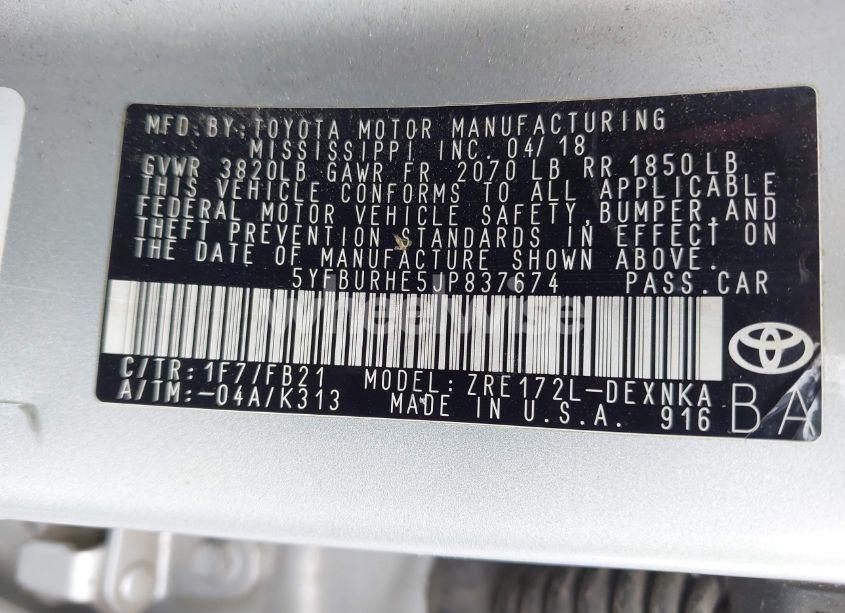 MFD. BY: TOYOTA MOTOR MANUFACTURING
MISSISSIPPI INC. 04/18
GVWR 3820LB GAWR FR 2070 LB RR 1850 LB
THIS VEHICLE CONFORMS TO ALL APPLICABLE
FEDERAL MOTOR VEHICLE SAFETY, BUMPER, AND
THEFT PREVENTION STANDARDS IN EFFECT ON
THE DATE OF MANUFACTURE SHOWN ABOVE.
5YFBURHE5JP837674 PASS.CAR
wheelwise
C/TR: 1F7/FB21 MODEL: ZRE172L-DEXNKA
A/TM:-04A/K313 MADE IN U.S.A. 916 BA